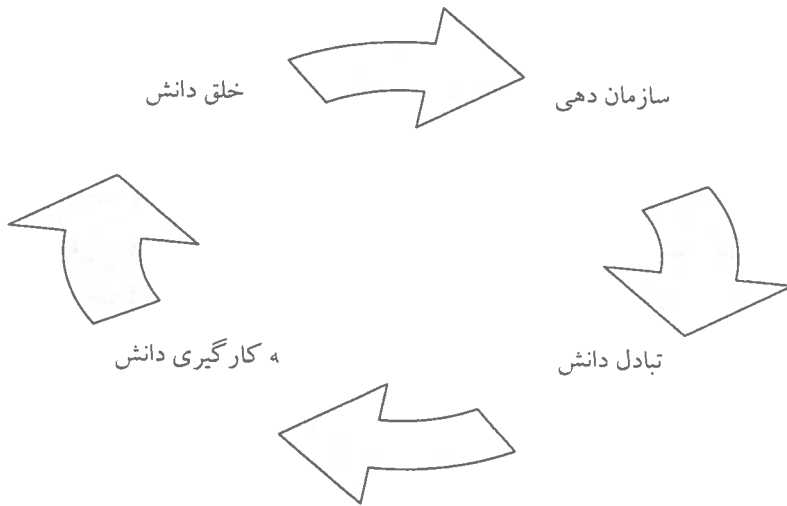 خلق دانش
سازمان دهی
تبادل دانش
ه کارگیری دانش